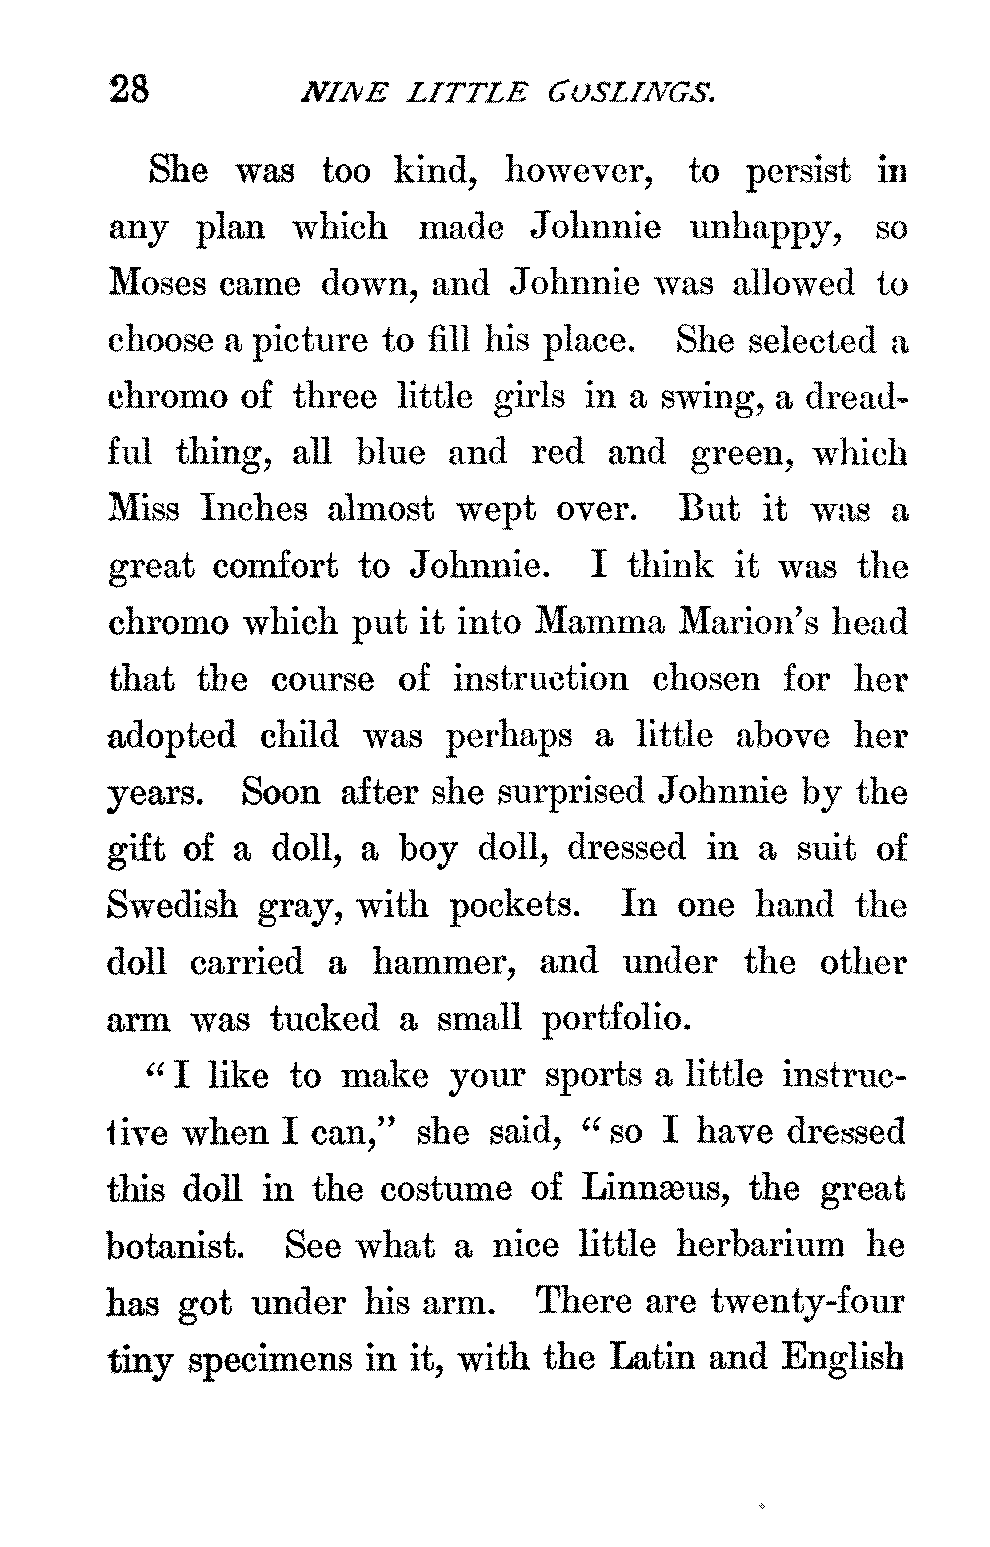 28 NINE LITTLE GOSLINGS.
She was too kind, however, to persist in
any plan which made Johnnie unhappy, so
Moses came down, and Johnnie was allowed to
choose a picture to fill his place. She selected a
chromo of three little girls in a swing, a dread-
ful thing, all blue and red and green, which
Miss Inches almost wept over. But it was a
great comfort to Johnnie. I think it was the
chromo which put it into Mamma Marion's head
that the course of instruction chosen for her
adopted child was perhaps a little above her
years. Soon after she surprised Johnnie by the
gift of a doll, a boy doll, dressed in a suit of
Swedish gray, with pockets. In one hand the
doll carried a hammer, and under the other
arm was tucked a small portfolio.
“I like to make your sports a little instruc-
tive when I can,” she said, “so I have dressed
this doll in the costume of Linnæus, the great
botanist. See what a nice little herbarium he
has got under his arm. There are twenty-four
tiny specimens in it, with the Latin and English